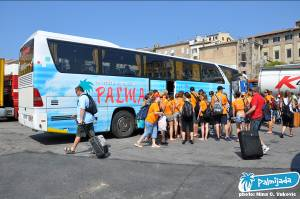 PALMA
K
Palmijada
photo: Nina G. Vukovic